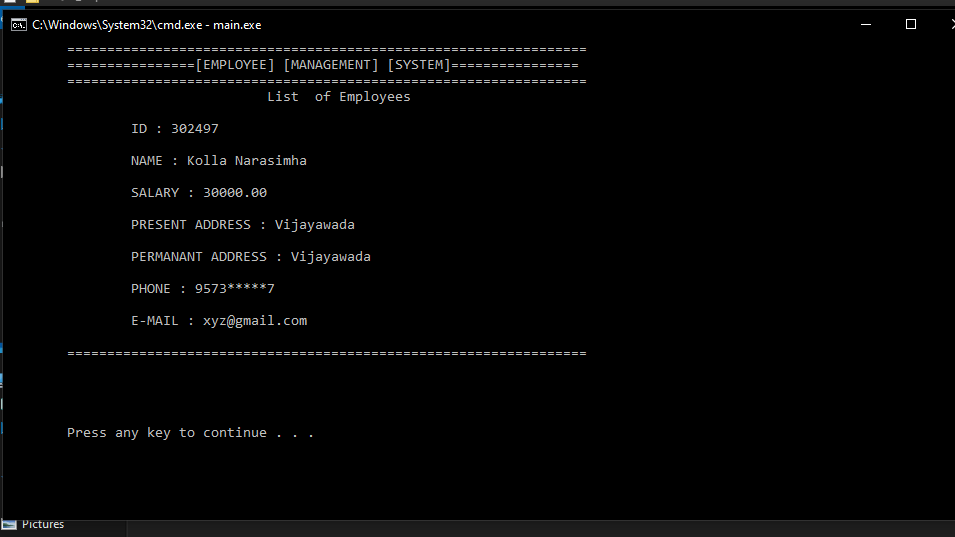 C:\Windows\System32\cmd.exe - main.exe
=================================================================
================[EMPLOYEE] [MANAGEMENT] [SYSTEM]================
=================================================================
List  of Employees
ID : 302497
NAME : Kolla Narasimha
SALARY : 30000.00
PRESENT ADDRESS : Vijayawada
PERMANANT ADDRESS : Vijayawada
PHONE : 9573*****7
E-MAIL : xyz@gmail.com
=================================================================
Press any key to continue . . .
Pictures